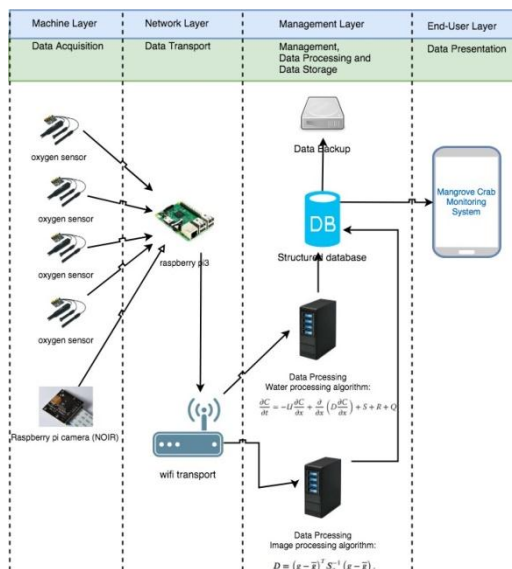 Machine Layer
Network Layer
Management Layer
End-User Layer
Data Acquisition
Data Transport
Management,
Data Processing and
Data Storage
Data Presentation
oxygen sensor
oxygen sensor
oxygen sensor
oxygen sensor
Raspberry pi camera (NOIR)
raspberry pi3
wifi transport
Data Backup
DB
Structured database
Data Prcessing
Water processing algorithm:
∂C/∂t = −U ∂C/∂x + ∂/∂x (D ∂C/∂x) + S + R + Q
Data Prcessing
Image processing algorithm:
D = (g − g̅)ᵀ S⁻¹ (g − g̅).
Mangrove Crab
Monitoring
System